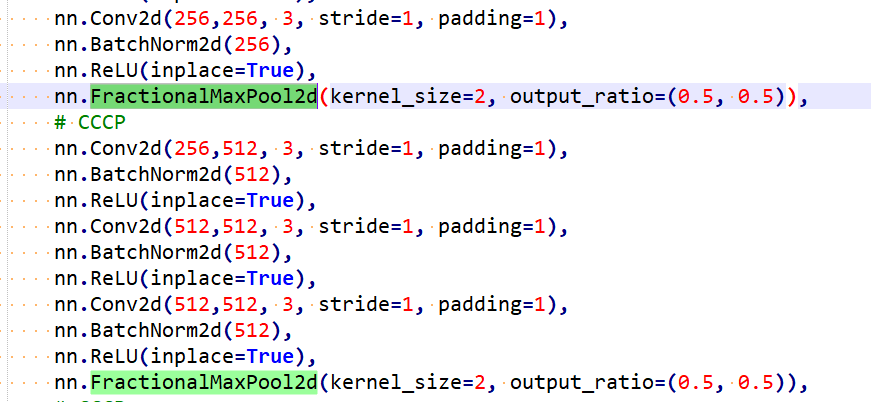 nn.Conv2d(256,256, 3, stride=1, padding=1),
nn.BatchNorm2d(256),
nn.ReLU(inplace=True),
nn.FractionalMaxPool2d(kernel_size=2, output_ratio=(0.5, 0.5)),
# CCCP
nn.Conv2d(256,512, 3, stride=1, padding=1),
nn.BatchNorm2d(512),
nn.ReLU(inplace=True),
nn.Conv2d(512,512, 3, stride=1, padding=1),
nn.BatchNorm2d(512),
nn.ReLU(inplace=True),
nn.Conv2d(512,512, 3, stride=1, padding=1),
nn.BatchNorm2d(512),
nn.ReLU(inplace=True),
nn.FractionalMaxPool2d(kernel_size=2, output_ratio=(0.5, 0.5)),